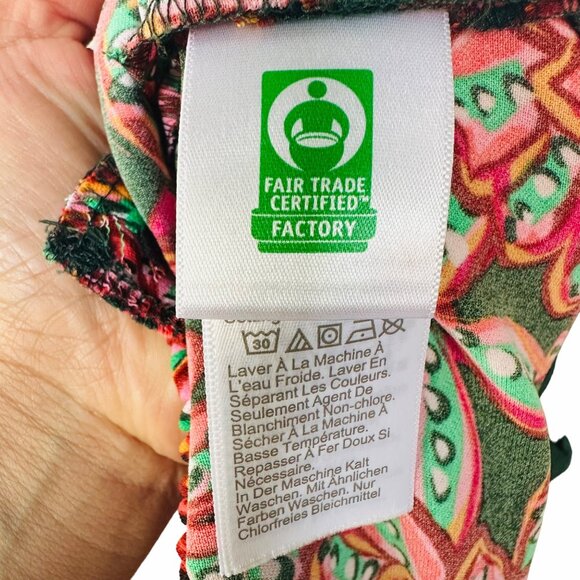 FAIR TRADE
CERTIFIED™
FACTORY
30
Laver À La Machine À
L'eau Froide. Laver En
Séparant Les Couleurs.
Seulement Agent De
Blanchiment Non-chlore.
Sécher À La Machine À
Basse Température.
Repasser À Fer Doux Si
Nécessaire.
In Der Maschine Kalt
Waschen. Mit Ähnlichen
Farben Waschen. Nur
Chlorfreies Bleichmittel